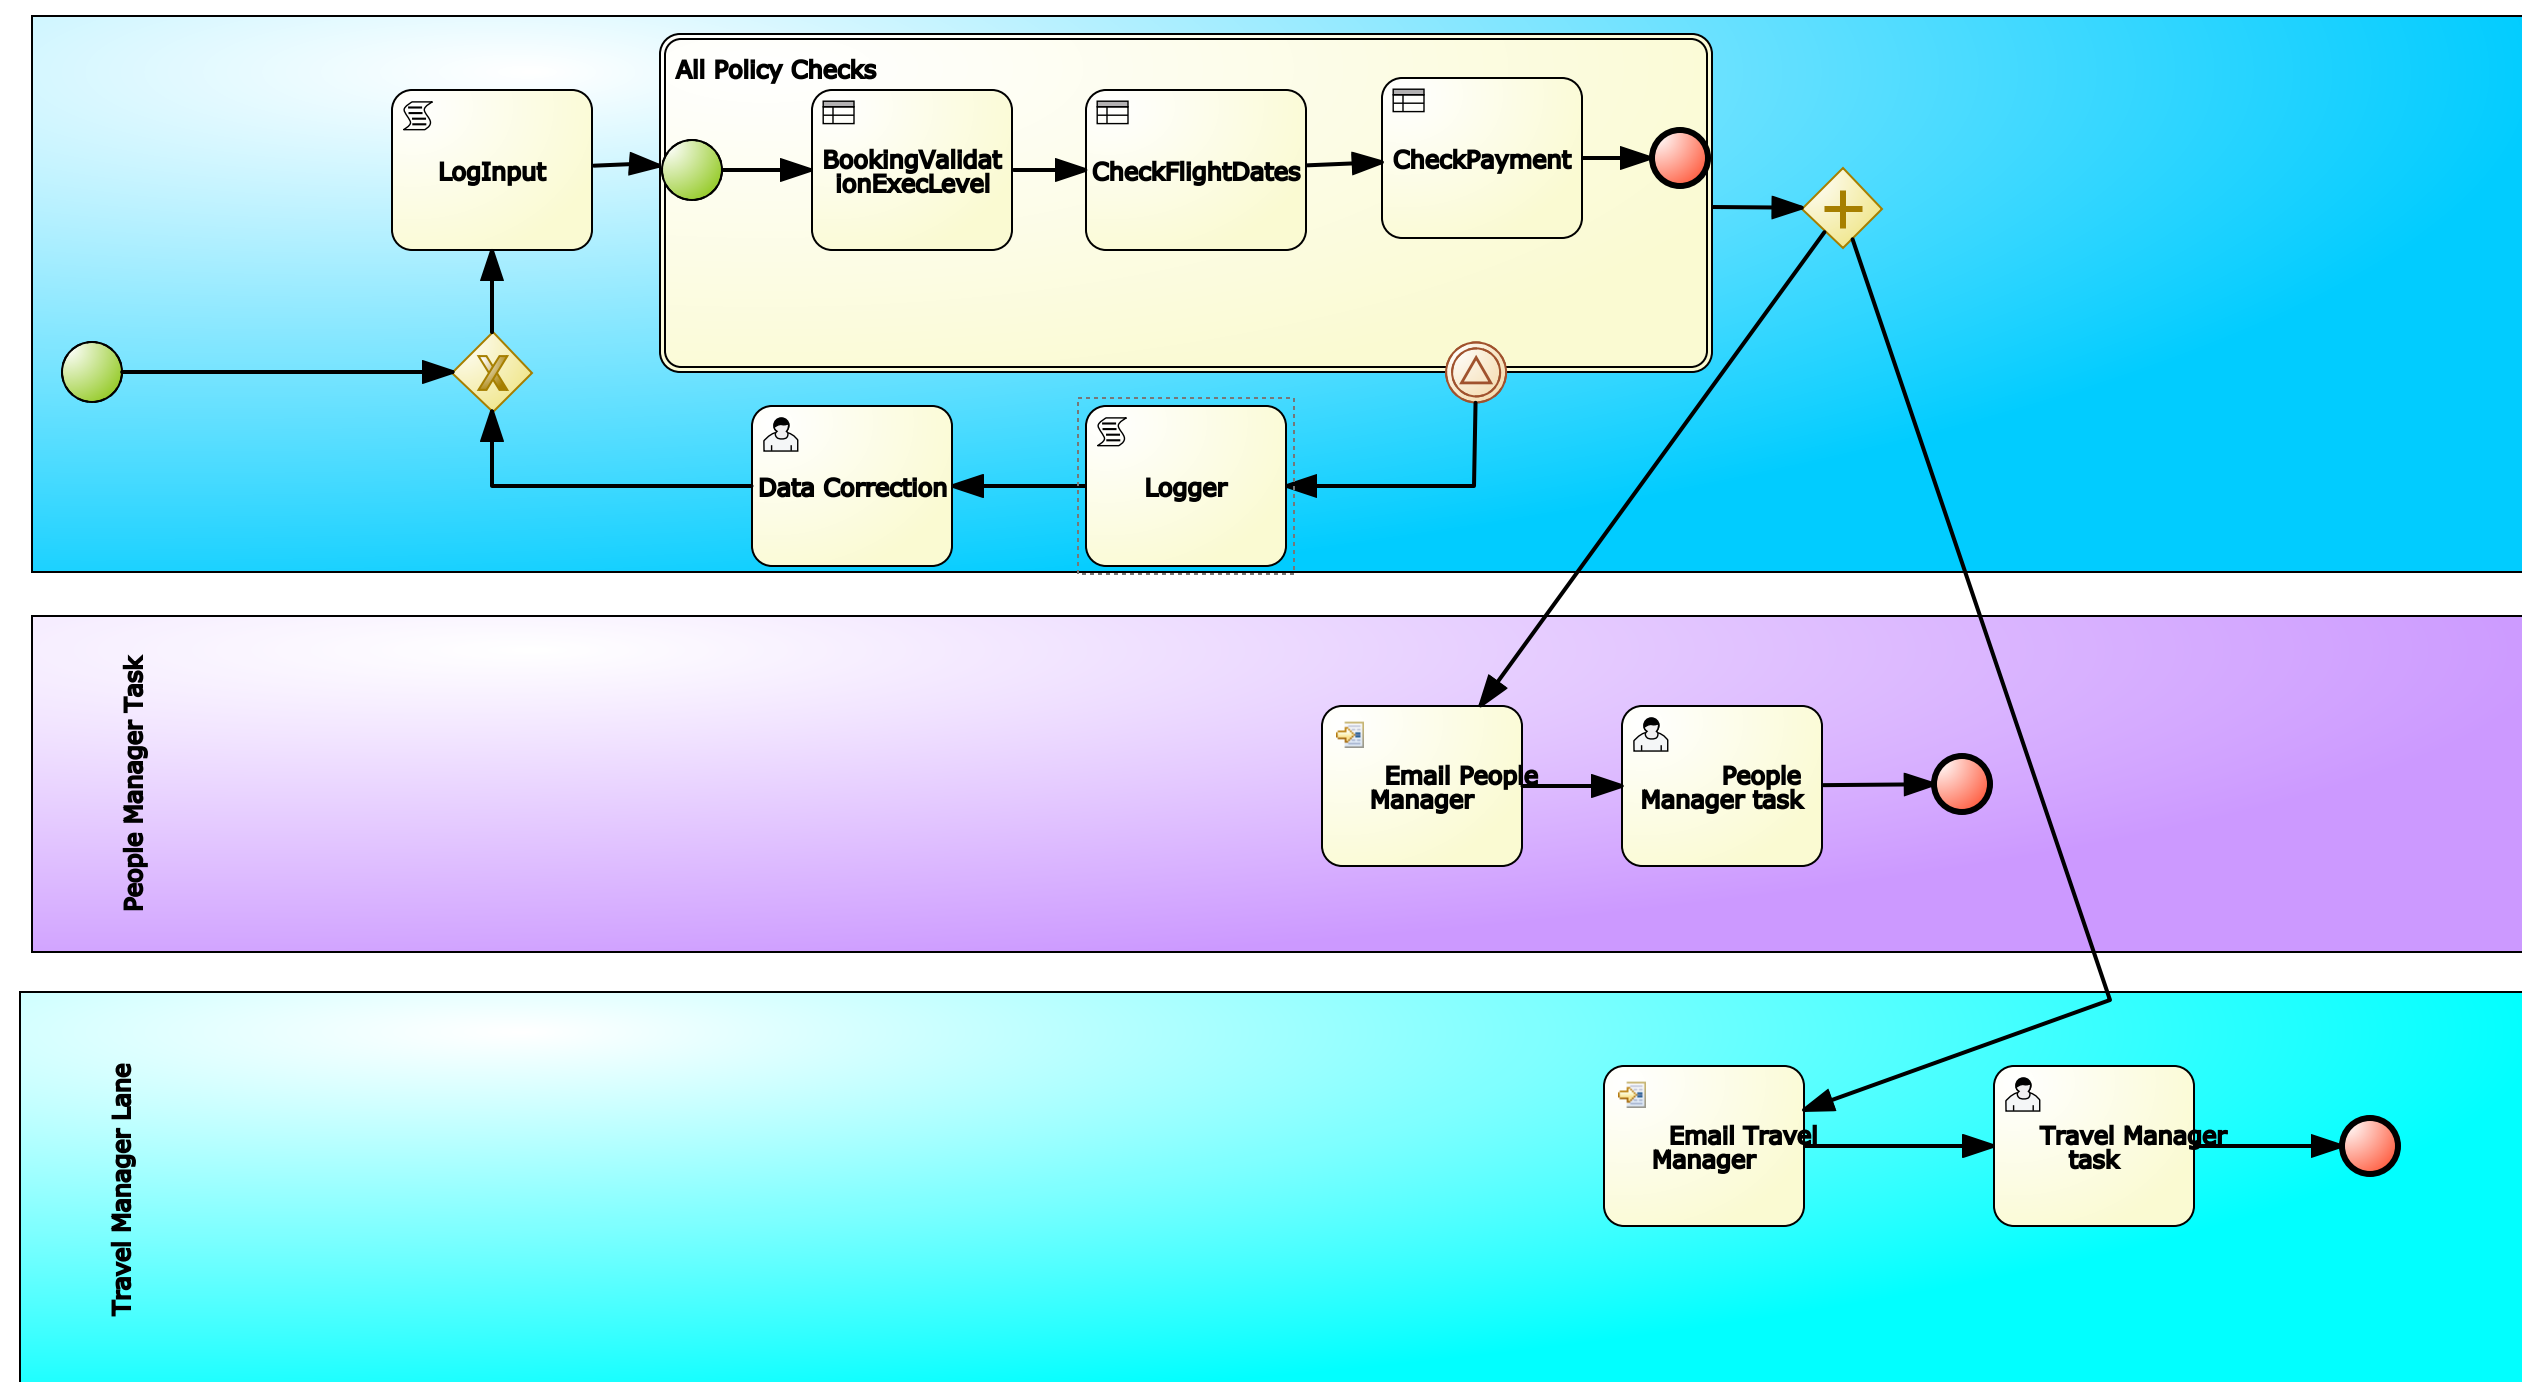 All Policy Checks
LogInput
BookingValidat
ionExecLevel
CheckFlightDates
CheckPayment
Data Correction
Logger
People Manager Task
Email People
Manager
People
Manager task
Travel Manager Lane
Email Travel
Manager
Travel Manager
task